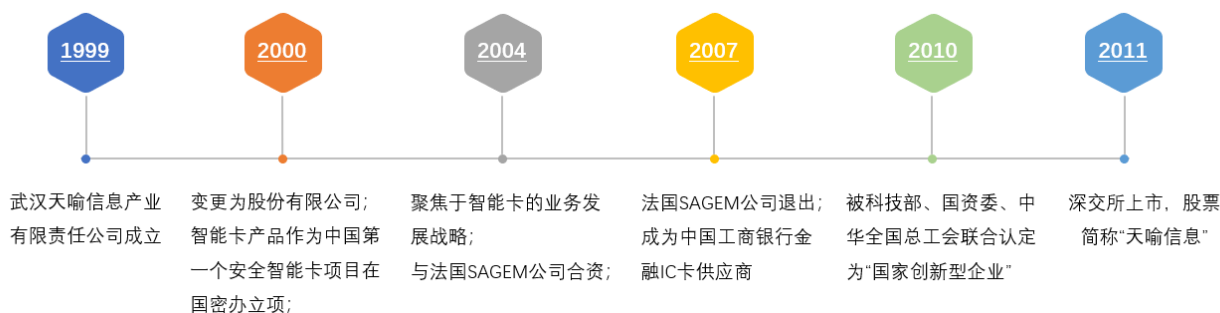 1999
2000
2004
2007
2010
2011
武汉天喻信息产业
有限责任公司成立
变更为股份有限公司；
智能卡产品作为中国第
一个安全智能卡项目在
国密办立项；
聚焦于智能卡的业务发
展战略；
与法国SAGEM公司合资；
法国SAGEM公司退出；
成为中国工商银行金
融IC卡供应商
被科技部、国资委、中
华全国总工会联合认定
为“国家创新型企业”
深交所上市，股票
简称“天喻信息”